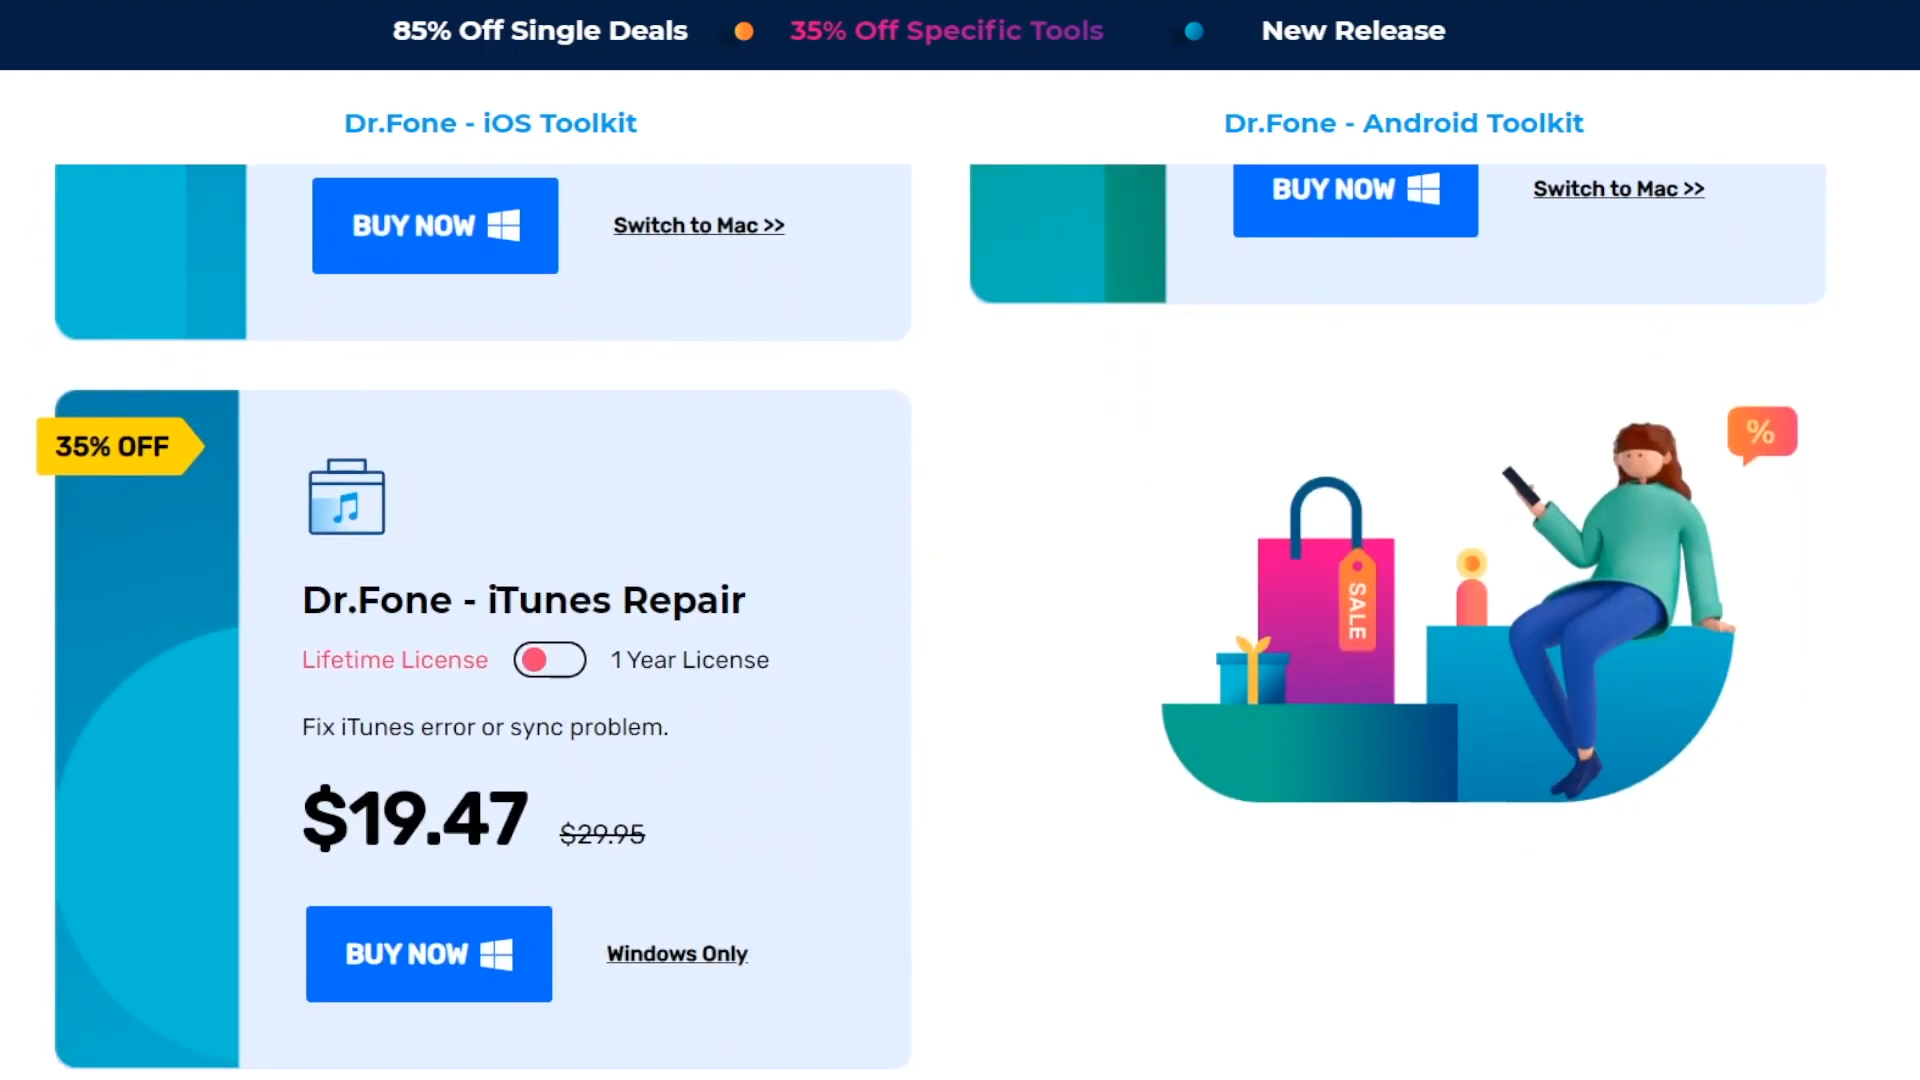 85% Off Single Deals
35% Off Specific Tools
New Release
Dr.Fone - iOS Toolkit
Dr.Fone - Android Toolkit
BUY NOW
Switch to Mac >>
BUY NOW
Switch to Mac >>
35% OFF
Dr.Fone - iTunes Repair
Lifetime License
1 Year License
Fix iTunes error or sync problem.
$19.47
$29.95
BUY NOW
Windows Only
%
SALE